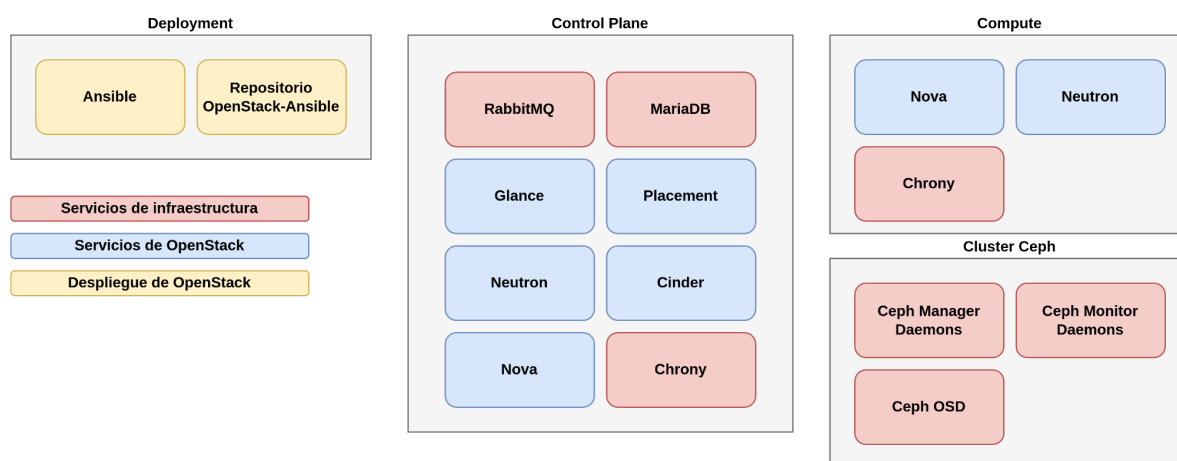 Deployment
Ansible
Repositorio
OpenStack-Ansible
Servicios de infraestructura
Servicios de OpenStack
Despliegue de OpenStack
Control Plane
RabbitMQ
MariaDB
Glance
Placement
Neutron
Cinder
Nova
Chrony
Compute
Nova
Neutron
Chrony
Cluster Ceph
Ceph Manager
Daemons
Ceph Monitor
Daemons
Ceph OSD